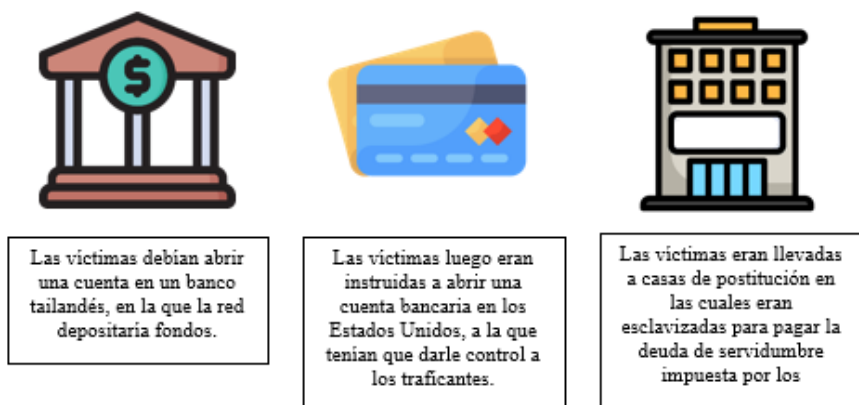 $
Las víctimas debían abrir
una cuenta en un banco
tailandés, en la que la red
depositaría fondos.
Las víctimas luego eran
instruidas a abrir una
cuenta bancaria en los
Estados Unidos, a la que
tenían que darle control a
los traficantes.
Las víctimas eran llevadas
a casas de postitución en
las cuales eran
esclavizadas para pagar la
deuda de servidumbre
impuesta por los